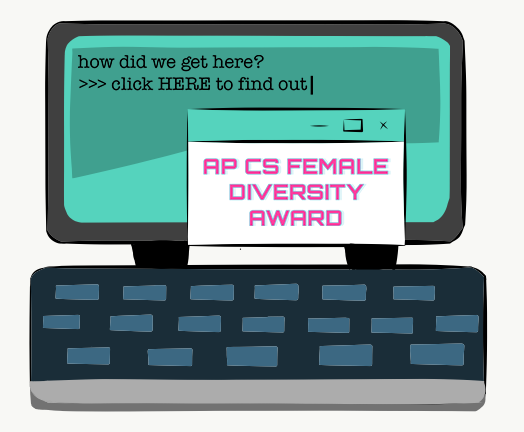 how did we get here?
>>> click HERE to find out|
AP CS FEMALE
DIVERSITY
AWARD